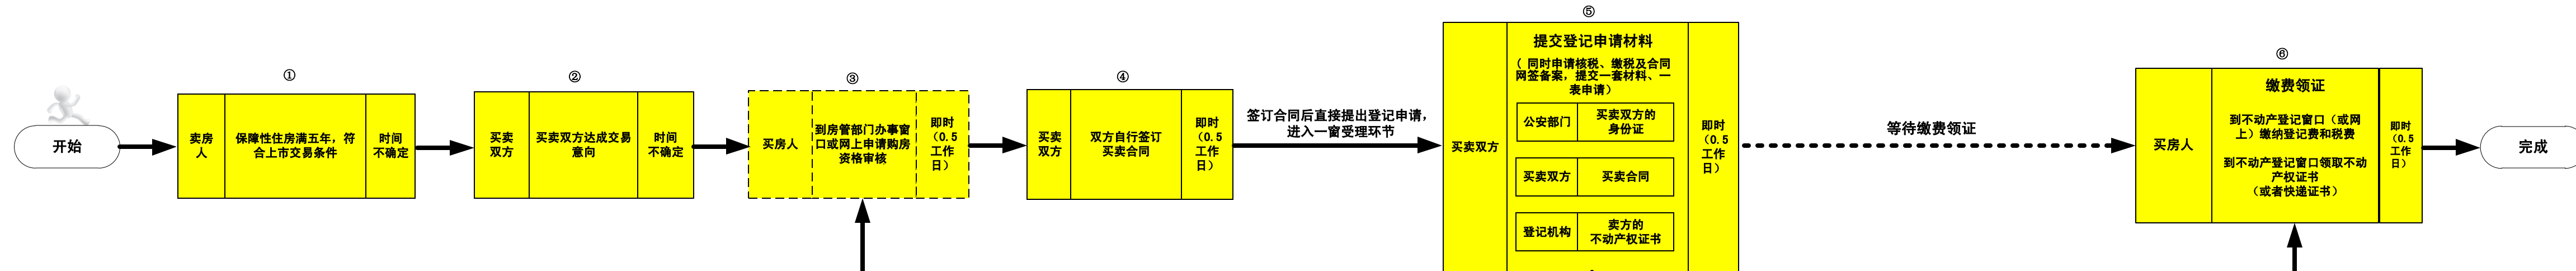 开始
①
卖房
人
保障性住房满五年，符
合上市交易条件
时间
不确定
②
买卖
双方
买卖双方达成交易
意向
时间
不确定
③
买房人
到房管部门办事窗
口或网上申请购房
资格审核
即时
（0.5
工作
日）
④
买卖
双方
双方自行签订
买卖合同
即时
（0.5
工作
日）
签订合同后直接提出登记申请，
进入一窗受理环节
⑤
买卖双方
提交登记申请材料
（ 同时申请核税、缴税及合同
网签备案，提交一套材料、一
表申请）
公安部门
买卖双方的
身份证
买卖双方
买卖合同
登记机构
卖方的
不动产权证书
即时
（0.5
工作
日）
等待缴费领证
⑥
买房人
缴费领证
到不动产登记窗口（或网
上）缴纳登记费和税费
到不动产登记窗口领取不动
产权证书
（或者快递证书）
即时
（0.5
工作
日）
完成